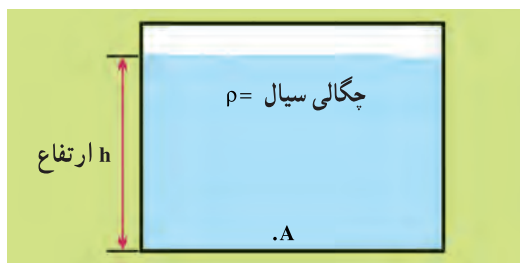 چگالی سیال = ρ
ارتفاع h
.A